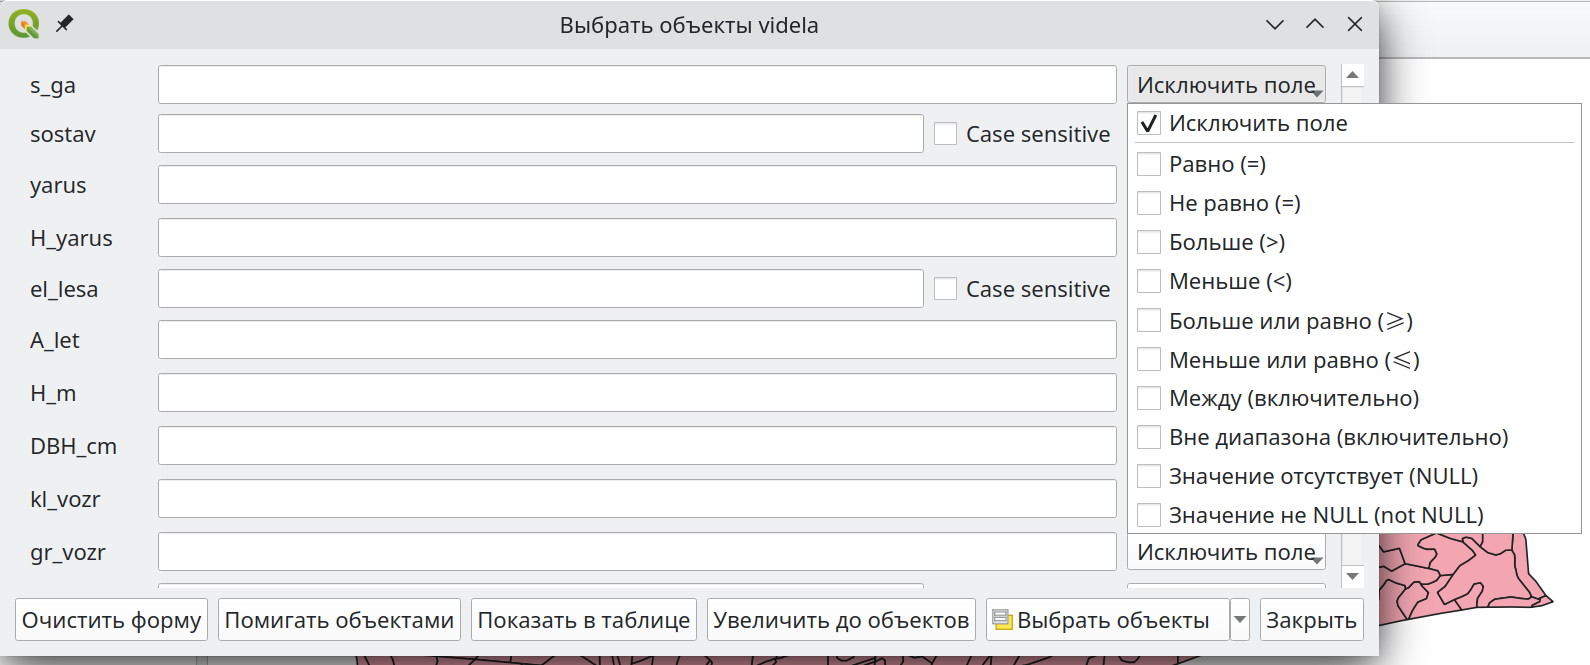 Выбрать объекты videla
s_ga
Исключить поле
Исключить поле
sostav
Case sensitive
Равно (=)
yarus
Не равно (=)
H_yarus
Больше (>)
el_lesa
Case sensitive
Меньше (<)
Больше или равно (≥)
A_let
Меньше или равно (≤)
H_m
Между (включительно)
DBH_cm
Вне диапазона (включительно)
Значение отсутствует (NULL)
kl_vozr
Значение не NULL (not NULL)
gr_vozr
Исключить поле
Очистить форму
Помигать объектами
Показать в таблице
Увеличить до объектов
Выбрать объекты
Закрыть